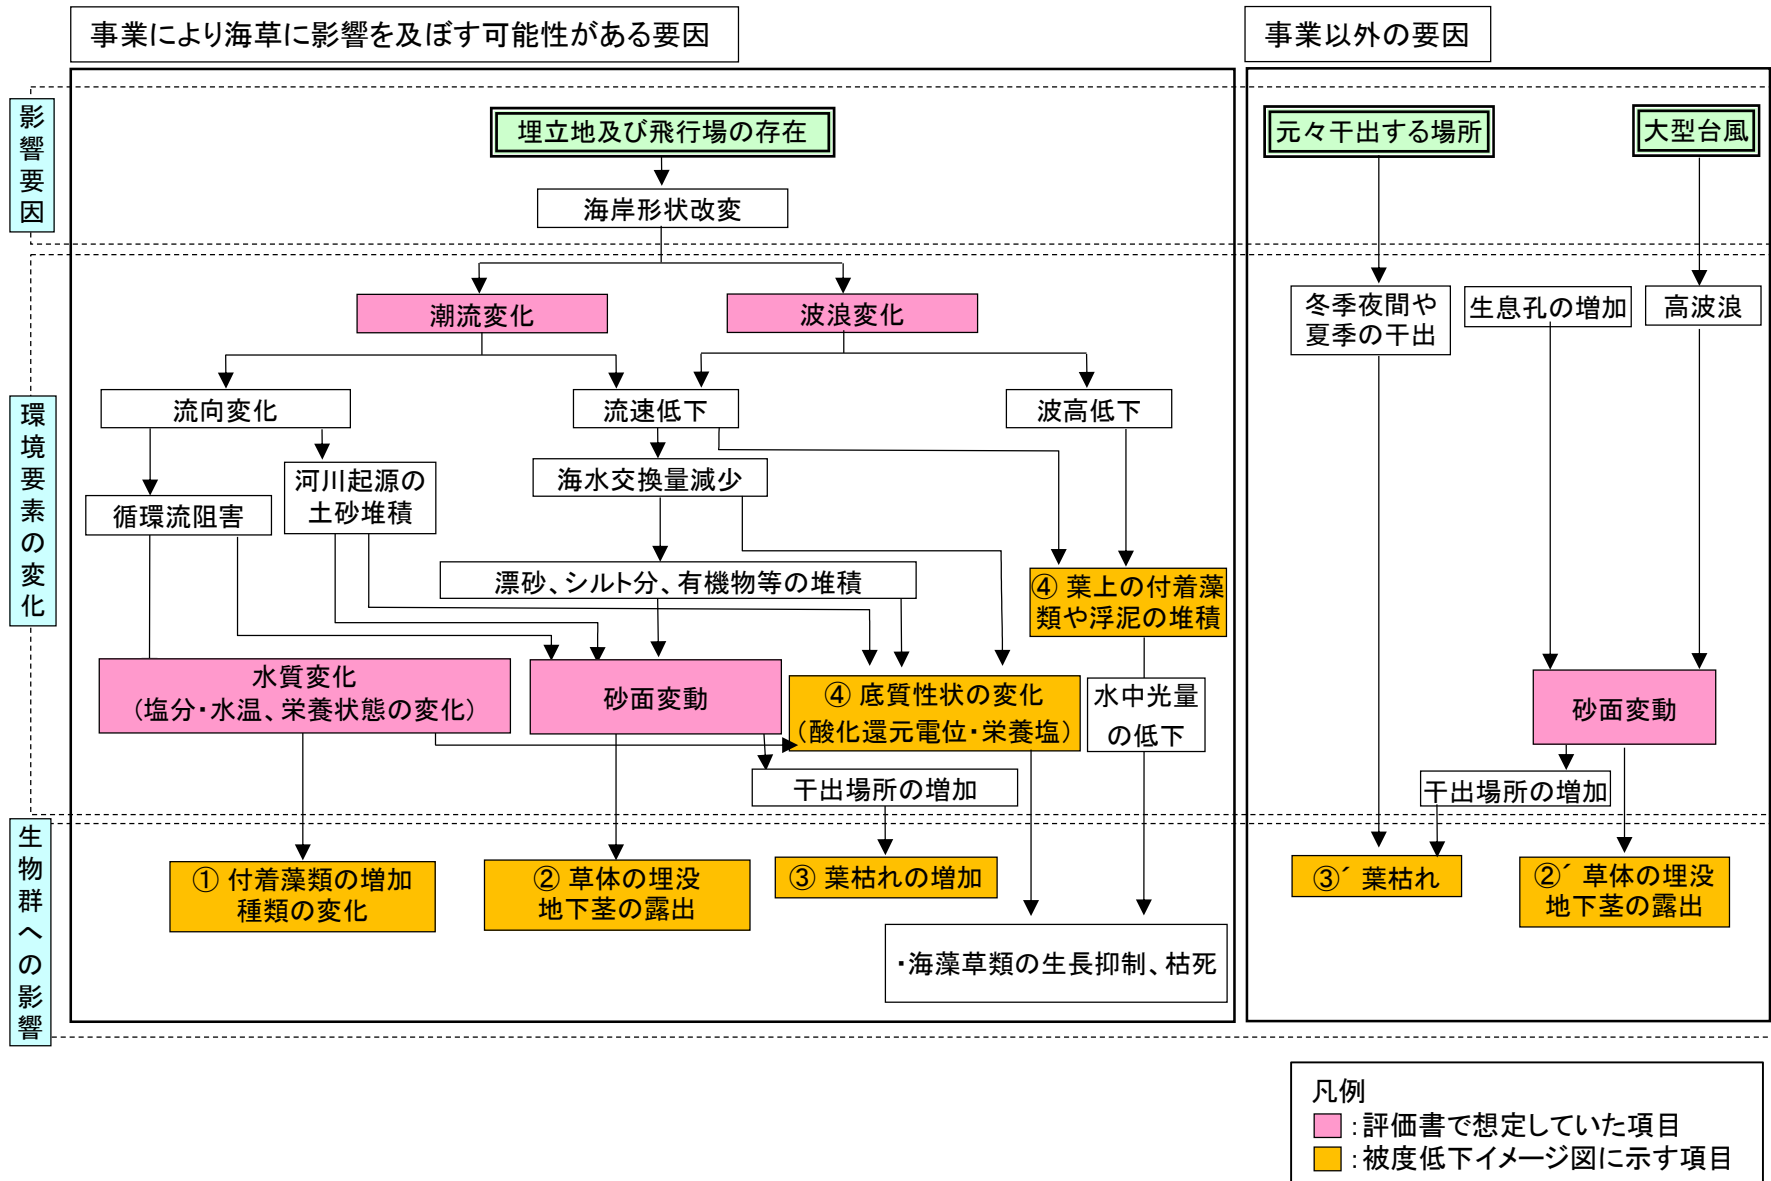 事業により海草に影響を及ぼす可能性がある要因
事業以外の要因
影響要因
埋立地及び飛行場の存在
元々干出する場所
大型台風
海岸形状改変
環境要素の変化
潮流変化
波浪変化
冬季夜間や
夏季の干出
生息孔の増加
高波浪
流向変化
流速低下
波高低下
循環流阻害
河川起源の
土砂堆積
海水交換量減少
漂砂、シルト分、有機物等の堆積
④ 葉上の付着藻
類や浮泥の堆積
水質変化
(塩分・水温、栄養状態の変化)
砂面変動
④ 底質性状の変化
(酸化還元電位・栄養塩)
水中光量
の低下
砂面変動
干出場所の増加
干出場所の増加
生物群への影響
① 付着藻類の増加
種類の変化
② 草体の埋没
地下茎の露出
③ 葉枯れの増加
③´ 葉枯れ
②´ 草体の埋没
地下茎の露出
・海藻草類の生長抑制、枯死
凡例
：評価書で想定していた項目
：被度低下イメージ図に示す項目